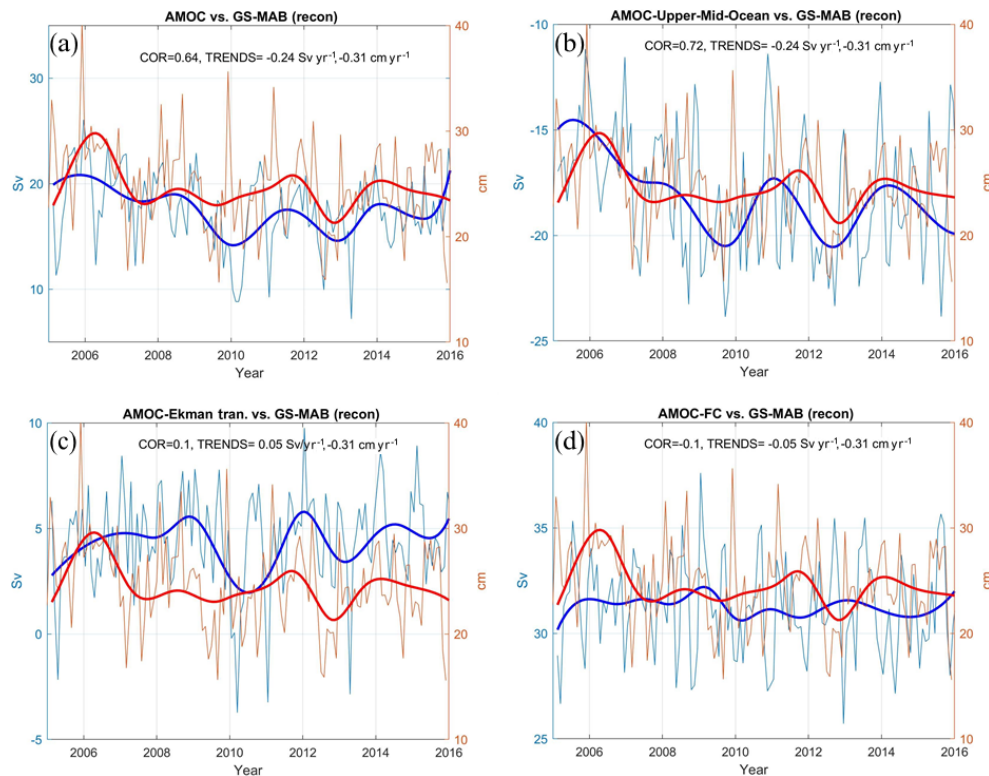 AMOC vs. GS-MAB (recon)
(a)
COR=0.64, TRENDS= -0.24 Sv yr⁻¹,-0.31 cm yr⁻¹
40
30
30
20
20
10
10
Sv
cm
2006
2008
2010
2012
2014
2016
Year
AMOC-Upper-Mid-Ocean vs. GS-MAB (recon)
(b)
COR=0.72, TRENDS= -0.24 Sv yr⁻¹,-0.31 cm yr⁻¹
-10
40
-15
30
-20
20
-25
10
Sv
cm
2006
2008
2010
2012
2014
2016
Year
AMOC-Ekman tran. vs. GS-MAB (recon)
(c)
COR=0.1, TRENDS= 0.05 Sv/yr⁻¹,-0.31 cm yr⁻¹
10
40
5
30
0
20
-5
10
Sv
cm
2006
2008
2010
2012
2014
2016
Year
AMOC-FC vs. GS-MAB (recon)
(d)
COR=-0.1, TRENDS= -0.05 Sv yr⁻¹,-0.31 cm yr⁻¹
40
40
35
30
30
20
25
10
Sv
cm
2006
2008
2010
2012
2014
2016
Year